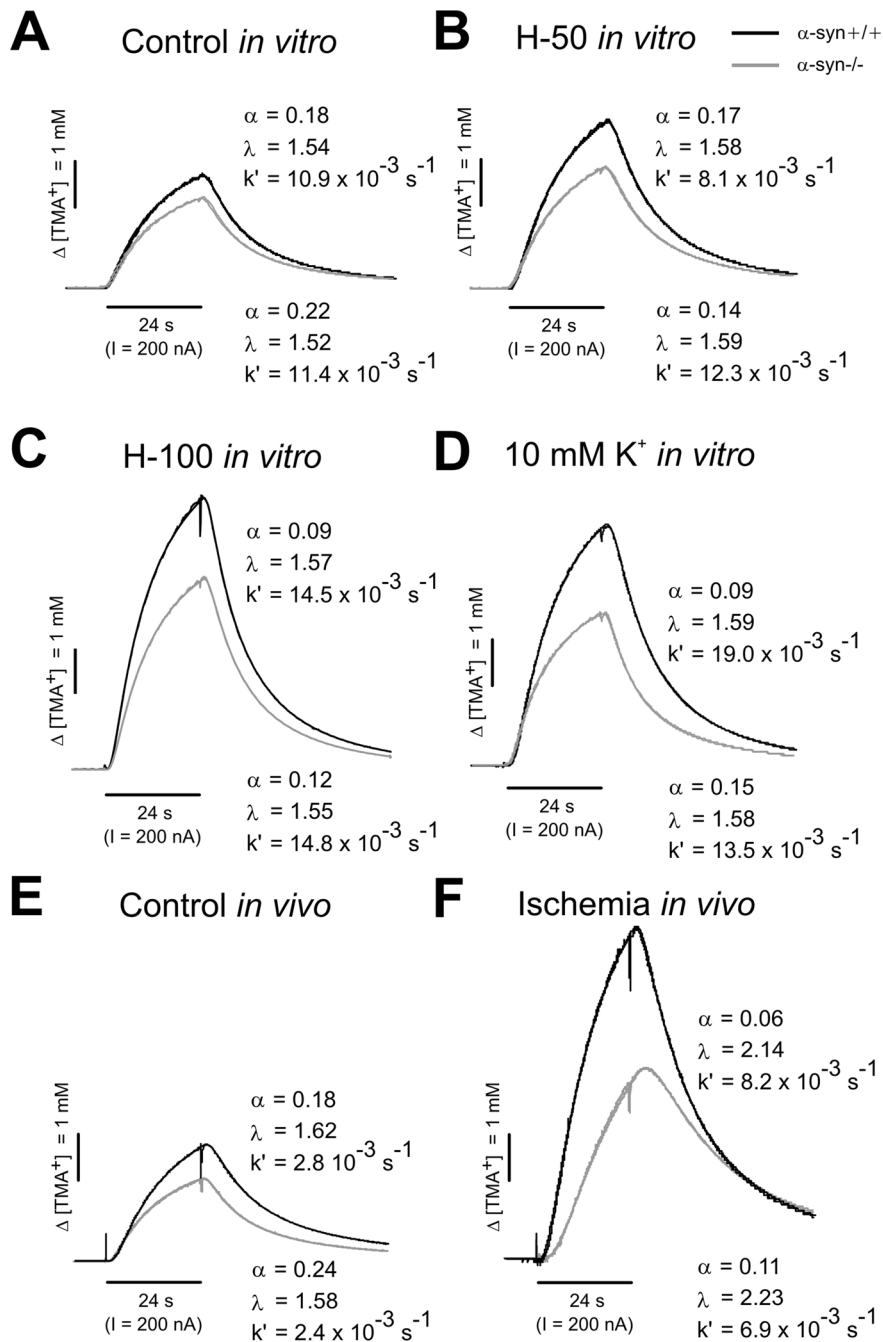 A
Control in vitro
B
H-50 in vitro
α-syn+/+
α-syn-/-
Δ [TMA⁺] = 1 mM
α = 0.18
λ = 1.54
k' = 10.9 x 10⁻³ s⁻¹
24 s
(I = 200 nA)
α = 0.22
λ = 1.52
k' = 11.4 x 10⁻³ s⁻¹
Δ [TMA⁺] = 1 mM
α = 0.17
λ = 1.58
k' = 8.1 x 10⁻³ s⁻¹
24 s
(I = 200 nA)
α = 0.14
λ = 1.59
k' = 12.3 x 10⁻³ s⁻¹
C
H-100 in vitro
Δ [TMA⁺] = 1 mM
α = 0.09
λ = 1.57
k' = 14.5 x 10⁻³ s⁻¹
24 s
(I = 200 nA)
α = 0.12
λ = 1.55
k' = 14.8 x 10⁻³ s⁻¹
D
10 mM K⁺ in vitro
Δ [TMA⁺] = 1 mM
α = 0.09
λ = 1.59
k' = 19.0 x 10⁻³ s⁻¹
24 s
(I = 200 nA)
α = 0.15
λ = 1.58
k' = 13.5 x 10⁻³ s⁻¹
E
Control in vivo
Δ [TMA⁺] = 1 mM
α = 0.18
λ = 1.62
k' = 2.8 10⁻³ s⁻¹
24 s
(I = 200 nA)
α = 0.24
λ = 1.58
k' = 2.4 x 10⁻³ s⁻¹
F
Ischemia in vivo
Δ [TMA⁺] = 1 mM
α = 0.06
λ = 2.14
k' = 8.2 x 10⁻³ s⁻¹
24 s
(I = 200 nA)
α = 0.11
λ = 2.23
k' = 6.9 x 10⁻³ s⁻¹